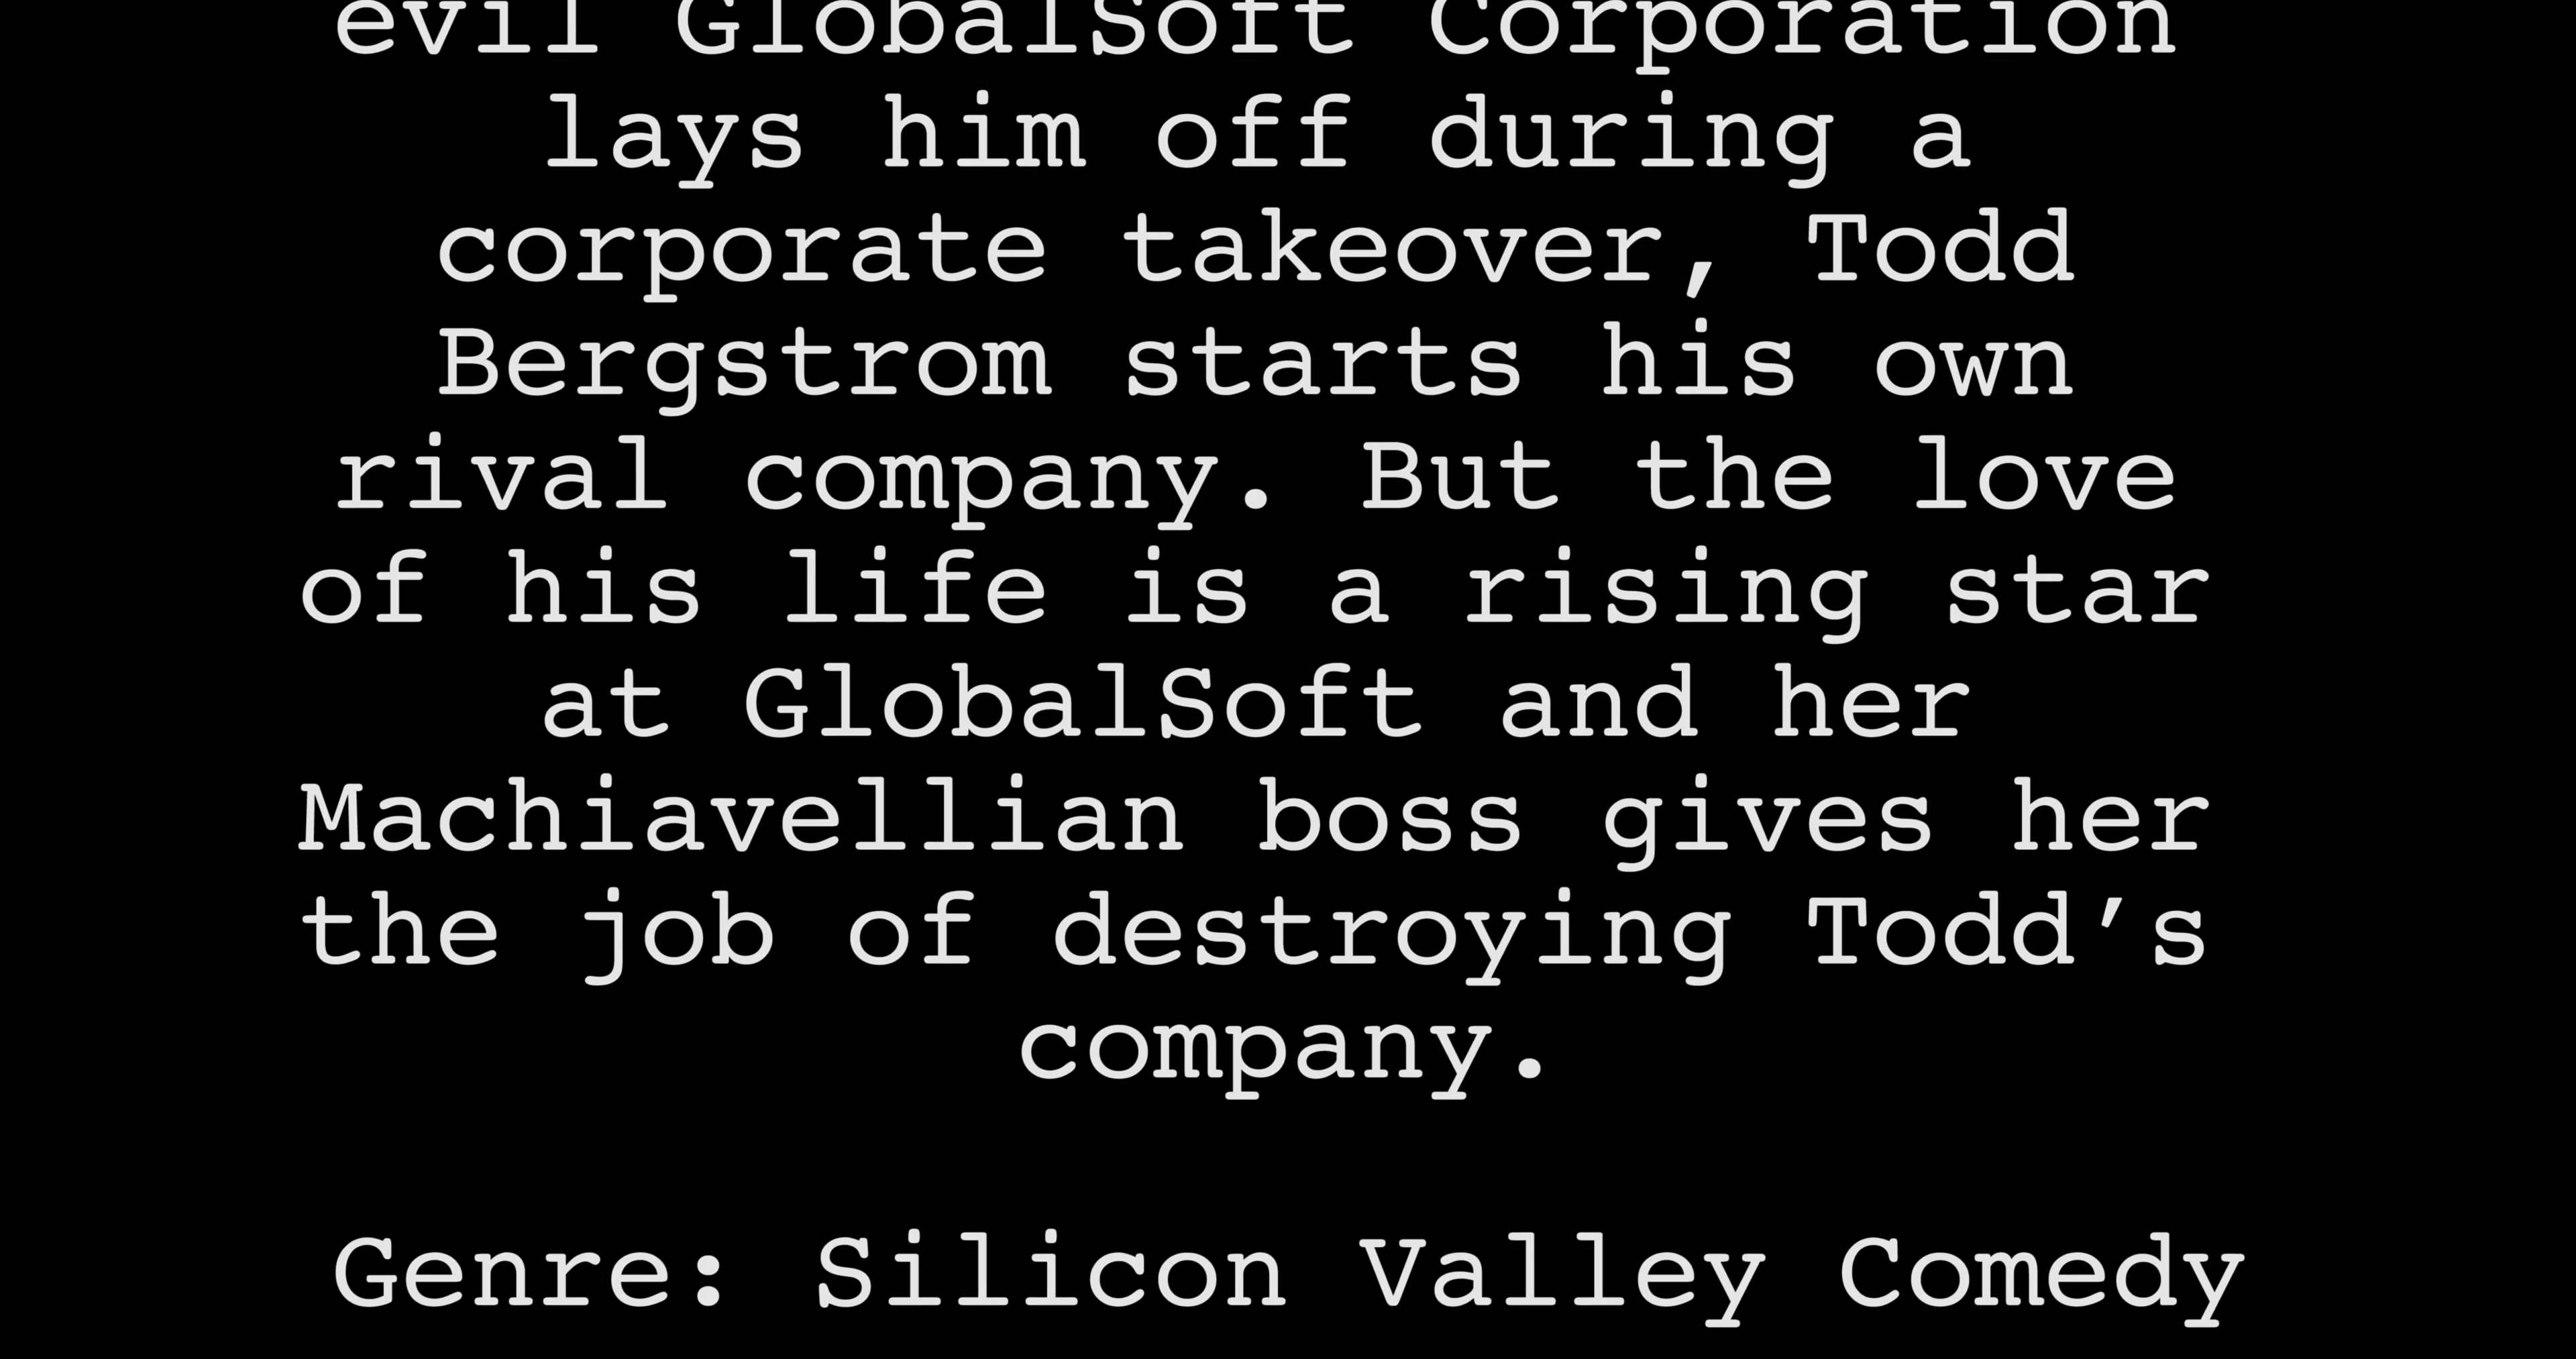 evil GlobalSoft Corporation
lays him off during a
corporate takeover, Todd
Bergstrom starts his own
rival company. But the love
of his life is a rising star
at GlobalSoft and her
Machiavellian boss gives her
the job of destroying Todd’s
company.
Genre: Silicon Valley Comedy